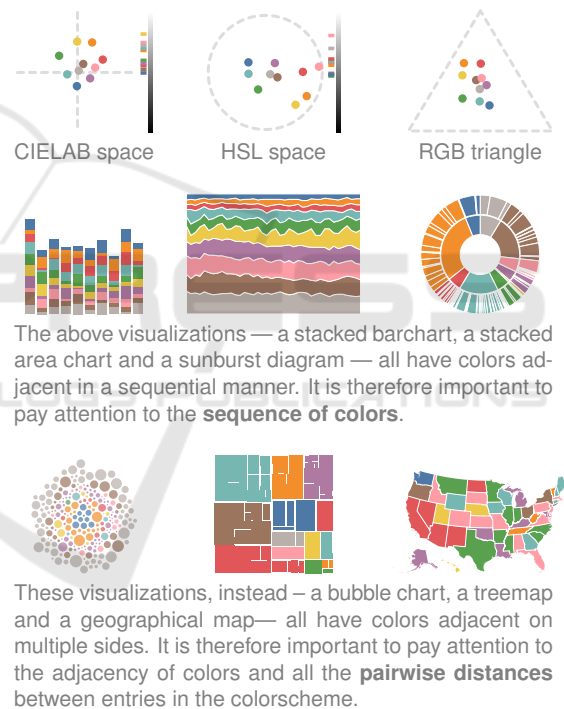 CIELAB space
HSL space
RGB triangle
The above visualizations — a stacked barchart, a stacked
area chart and a sunburst diagram — all have colors ad-
jacent in a sequential manner. It is therefore important to
pay attention to the sequence of colors.
These visualizations, instead – a bubble chart, a treemap
and a geographical map— all have colors adjacent on
multiple sides. It is therefore important to pay attention to
the adjacency of colors and all the pairwise distances
between entries in the colorscheme.